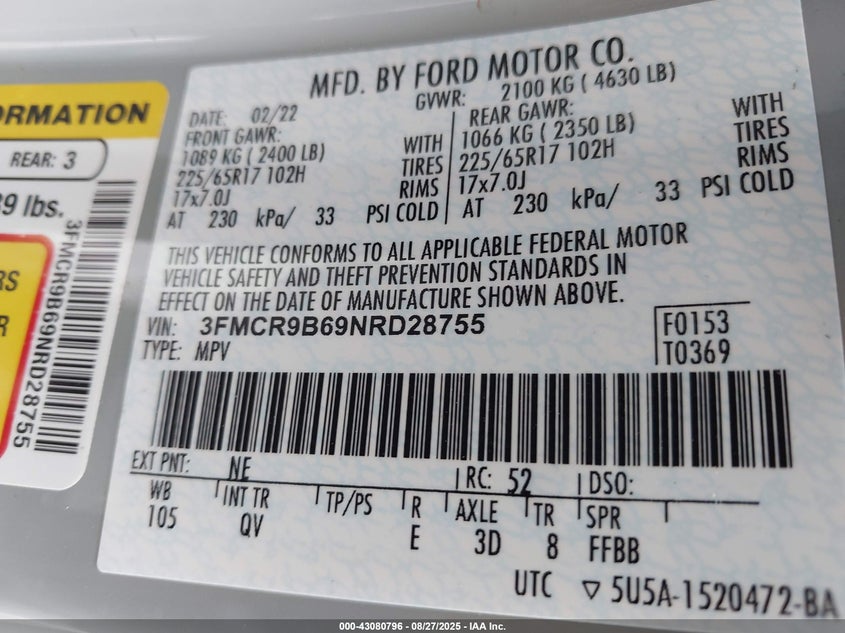 MFD. BY FORD MOTOR CO.
DATE: 02/22
GVWR: 2100 KG ( 4630 LB)
FRONT GAWR:
1089 KG ( 2400 LB)
WITH
225/65R17 102H
TIRES
17x7.0J
RIMS
AT 230 kPa/ 33 PSI COLD
REAR GAWR:
1066 KG ( 2350 LB)
WITH
225/65R17 102H
TIRES
17x7.0J
RIMS
AT 230 kPa/ 33 PSI COLD
THIS VEHICLE CONFORMS TO ALL APPLICABLE FEDERAL MOTOR
VEHICLE SAFETY AND THEFT PREVENTION STANDARDS IN
EFFECT ON THE DATE OF MANUFACTURE SHOWN ABOVE.
VIN: 3FMCR9B69NRD28755
TYPE: MPV
F0153
T0369
EXT PNT: NE RC: 52 DSO:
WB INT TR TP/PS R AXLE TR SPR
105 QV E 3D 8 FFBB
UTC ▽ 5U5A-1520472-BA
ORMATION
REAR: 3
9 lbs.
3FMCR9B69NRD28755
RS
R
000-43080796 - 08/27/2025 - IAA Inc.